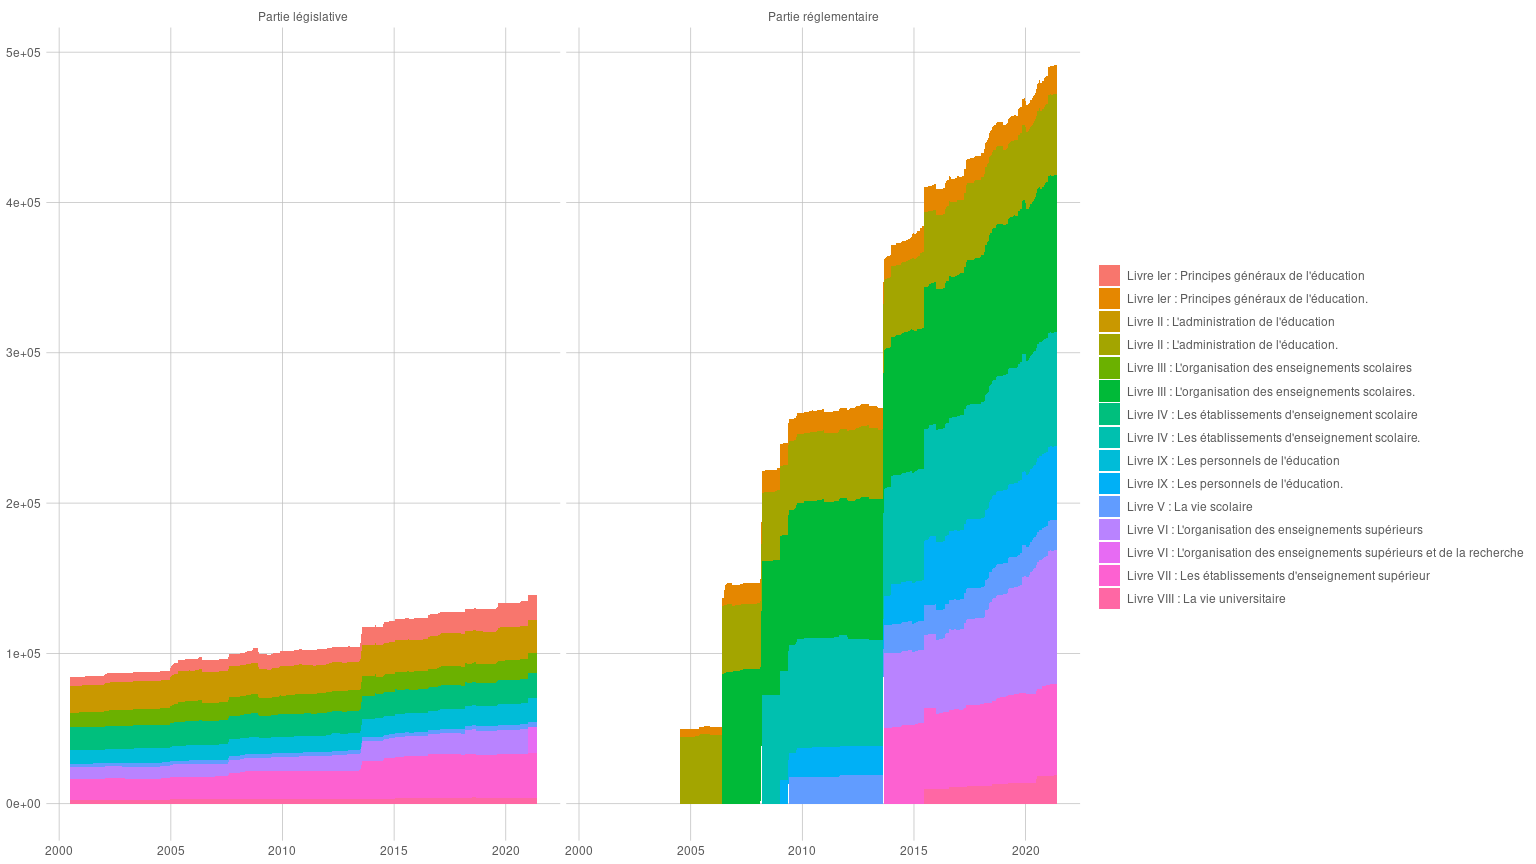 Partie législative
Partie réglementaire
5e+05
4e+05
3e+05
2e+05
1e+05
0e+00
2000 2005 2010 2015 2020
2000 2005 2010 2015 2020
Livre Ier : Principes généraux de l'éducation
Livre Ier : Principes généraux de l'éducation.
Livre II : L'administration de l'éducation
Livre II : L'administration de l'éducation.
Livre III : L'organisation des enseignements scolaires
Livre III : L'organisation des enseignements scolaires.
Livre IV : Les établissements d'enseignement scolaire
Livre IV : Les établissements d'enseignement scolaire.
Livre IX : Les personnels de l'éducation
Livre IX : Les personnels de l'éducation.
Livre V : La vie scolaire
Livre VI : L'organisation des enseignements supérieurs
Livre VI : L'organisation des enseignements supérieurs et de la recherche
Livre VII : Les établissements d'enseignement supérieur
Livre VIII : La vie universitaire